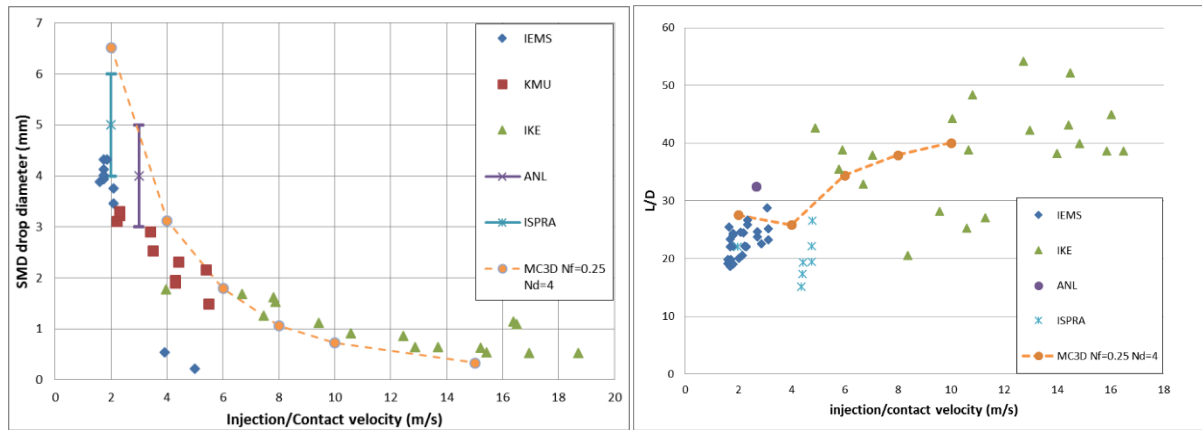 7
6
5
4
3
2
1
0
SMD drop diameter (mm)
0 2 4 6 8 10 12 14 16 18 20
Injection/Contact velocity (m/s)
IEMS
KMU
IKE
ANL
ISPRA
MC3D Nf=0.25
Nd=4
60
50
40
30
20
10
0
L/D
0 2 4 6 8 10 12 14 16 18
injection/contact velocity (m/s)
IEMS
IKE
ANL
ISPRA
MC3D Nf=0.25 Nd=4